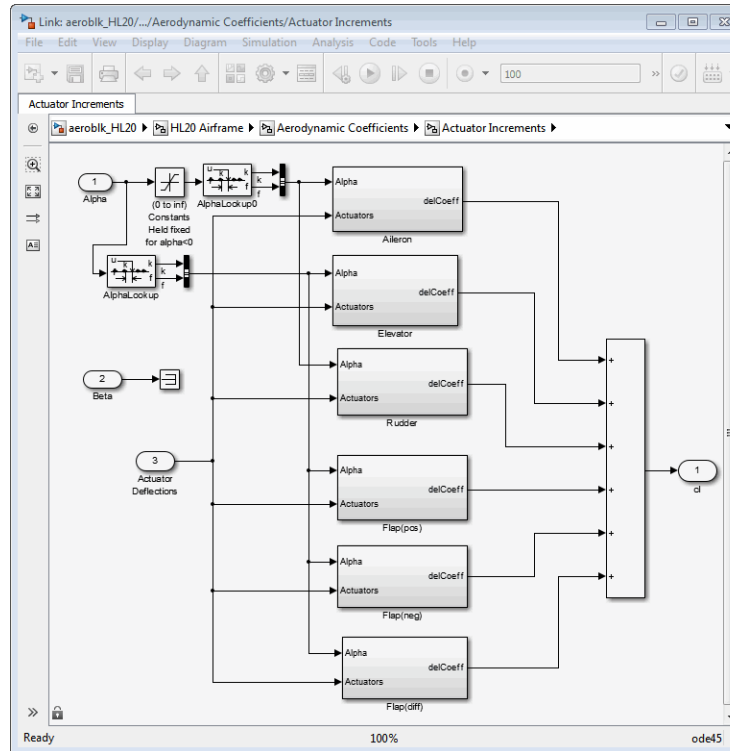 Link: aeroblk_HL20/.../Aerodynamic Coefficients/Actuator Increments
File Edit View Display Diagram Simulation Analysis Code Tools Help
100
Actuator Increments
aeroblk_HL20 HL20 Airframe Aerodynamic Coefficients Actuator Increments
1
Alpha
(0 to inf)
Constants
Held fixed
for alpha<0
u k k
f f
AlphaLookup0
k
f
Alpha
Actuators
delCoeff
Aileron
u k k
f f
AlphaLookup
k
f
Alpha
Actuators
delCoeff
Elevator
2
Beta
Alpha
Actuators
delCoeff
Rudder
3
Actuator
Deflections
Alpha
Actuators
delCoeff
Flap(pos)
Alpha
Actuators
delCoeff
Flap(neg)
Alpha
Actuators
delCoeff
Flap(diff)
+
+
+
+
+
+
1
cl
Ready 100% ode45